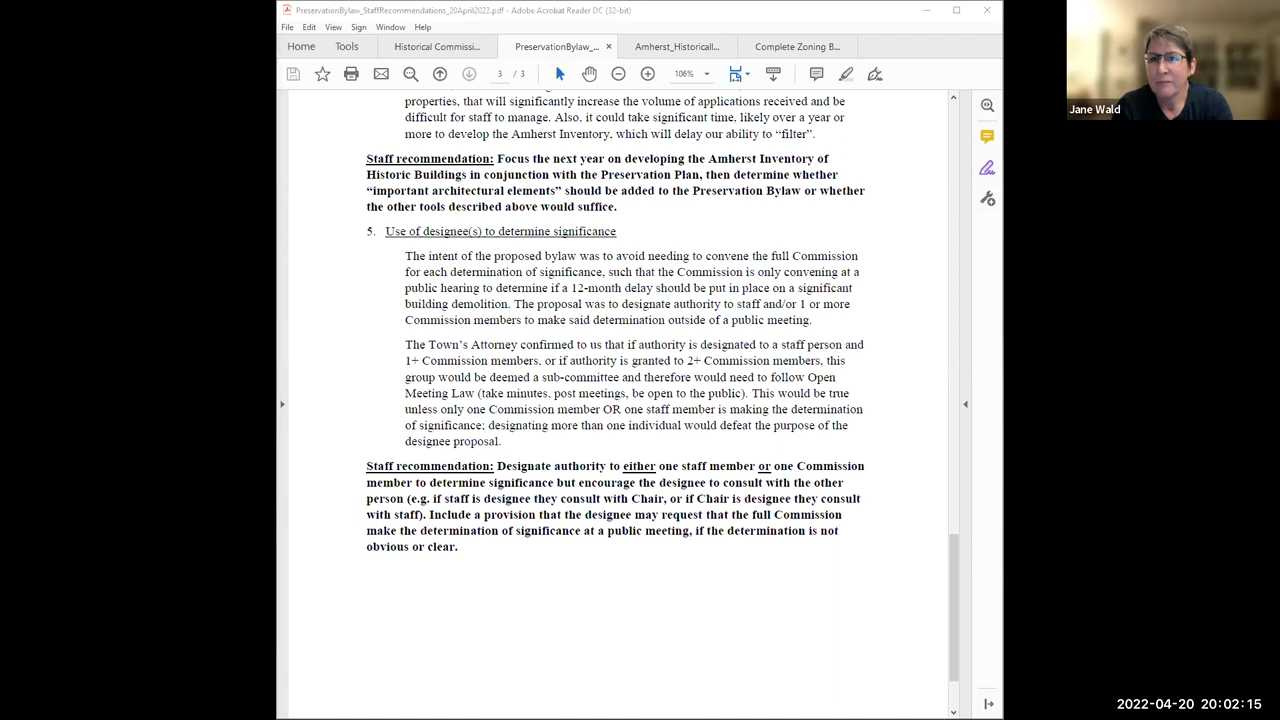 PreservationBylaw_StaffRecommendations_20April2022.pdf - Adobe Acrobat Reader DC (32-bit)
File Edit View Sign Window Help
Home Tools Historical Commissi... PreservationBylaw_... × Amherst_Historicall... Complete Zoning B...
3 / 3 106%
properties, that will significantly increase the volume of applications received and be
difficult for staff to manage. Also, it could take significant time, likely over a year or
more to develop the Amherst Inventory, which will delay our ability to “filter”.
Staff recommendation: Focus the next year on developing the Amherst Inventory of
Historic Buildings in conjunction with the Preservation Plan, then determine whether
“important architectural elements” should be added to the Preservation Bylaw or whether
the other tools described above would suffice.
5. Use of designee(s) to determine significance
The intent of the proposed bylaw was to avoid needing to convene the full Commission
for each determination of significance, such that the Commission is only convening at a
public hearing to determine if a 12-month delay should be put in place on a significant
building demolition. The proposal was to designate authority to staff and/or 1 or more
Commission members to make said determination outside of a public meeting.
The Town’s Attorney confirmed to us that if authority is designated to a staff person and
1+ Commission members, or if authority is granted to 2+ Commission members, this
group would be deemed a sub-committee and therefore would need to follow Open
Meeting Law (take minutes, post meetings, be open to the public). This would be true
unless only one Commission member OR one staff member is making the determination
of significance; designating more than one individual would defeat the purpose of the
designee proposal.
Staff recommendation: Designate authority to either one staff member or one Commission
member to determine significance but encourage the designee to consult with the other
person (e.g. if staff is designee they consult with Chair, or if Chair is designee they consult
with staff). Include a provision that the designee may request that the full Commission
make the determination of significance at a public meeting, if the determination is not
obvious or clear.
Jane Wald
2022-04-20 20:02:15